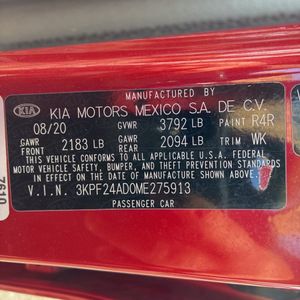 MANUFACTURED BY
KIA KIA MOTORS MEXICO S.A. DE C.V.
08/20 GVWR 3792 LB PAINT R4R
GAWR FRONT 2183 LB GAWR REAR 2094 LB TRIM WK
THIS VEHICLE CONFORMS TO ALL APPLICABLE U.S.A. FEDERAL
MOTOR VEHICLE SAFETY, BUMPER, AND THEFT PREVENTION STANDARDS
IN EFFECT ON THE DATE OF MANUFACTURE SHOWN ABOVE.
V.I.N. 3KPF24AD0ME275913
PASSENGER CAR
7610